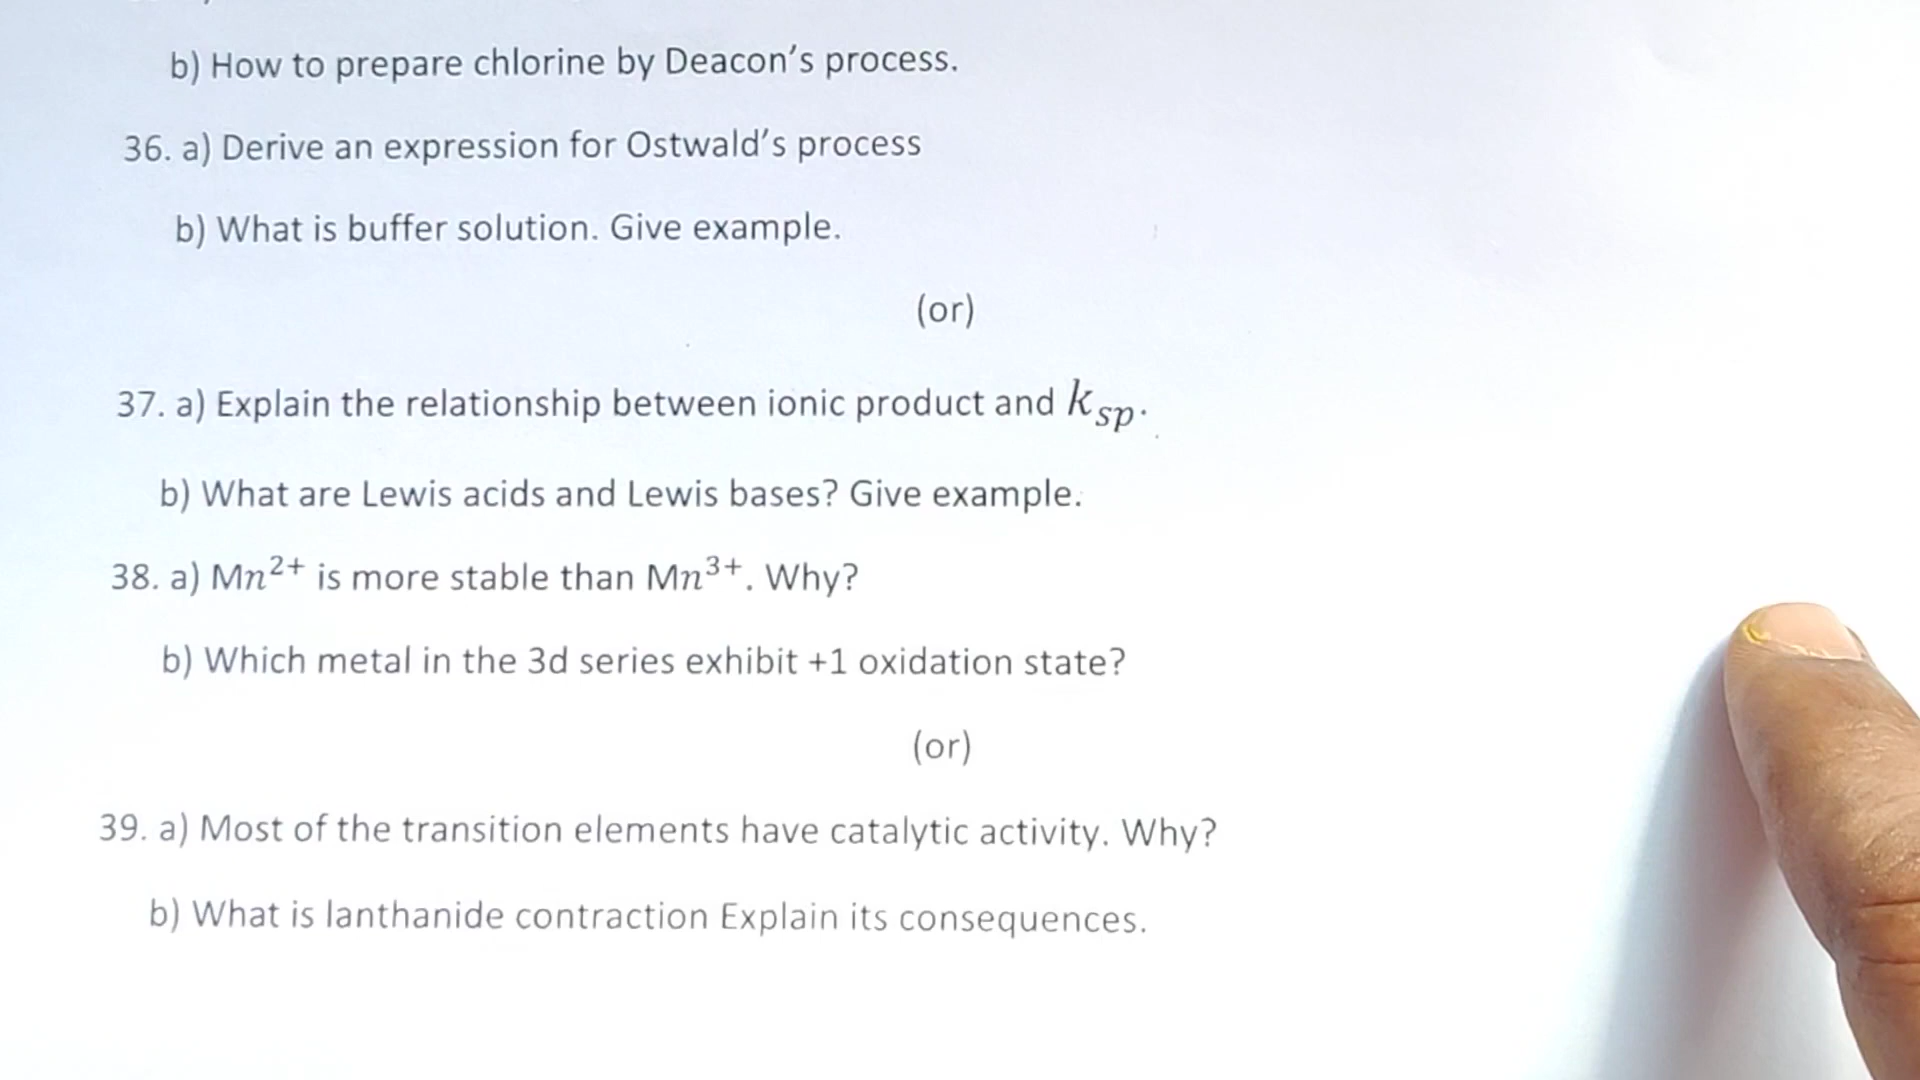 b) How to prepare chlorine by Deacon's process.
36. a) Derive an expression for Ostwald's process
b) What is buffer solution. Give example.
(or)
37. a) Explain the relationship between ionic product and ksp.
b) What are Lewis acids and Lewis bases? Give example.
38. a) Mn²⁺ is more stable than Mn³⁺. Why?
b) Which metal in the 3d series exhibit +1 oxidation state?
(or)
39. a) Most of the transition elements have catalytic activity. Why?
b) What is lanthanide contraction Explain its consequences.